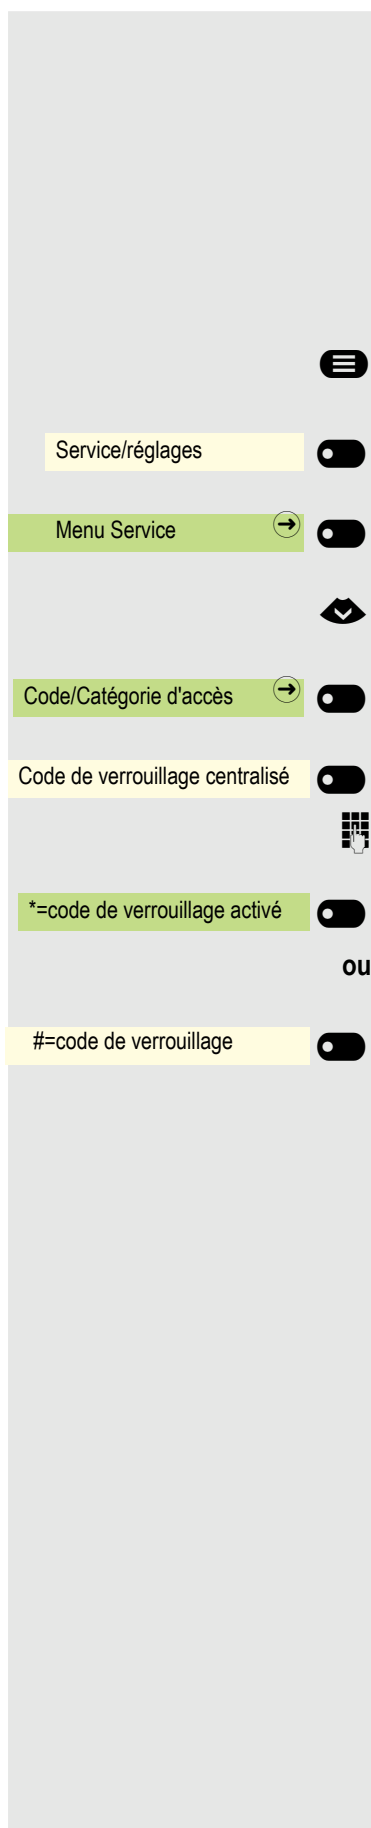 Service/réglages
Menu Service
Code/Catégorie d'accès
Code de verrouillage centralisé
*=code de verrouillage activé
ou
#=code de verrouillage